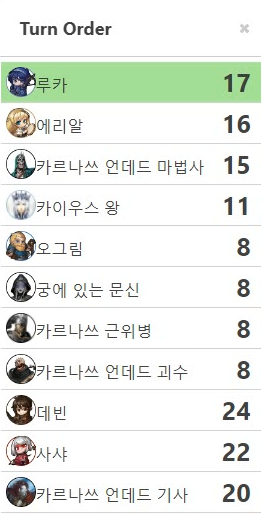 Turn Order ×
루카 17
에리알 16
카르나쓰 언데드 마법사 15
카이우스 왕 11
오그림 8
궁에 있는 문신 8
카르나쓰 근위병 8
카르나쓰 언데드 괴수 8
데빈 24
사샤 22
카르나쓰 언데드 기사 20